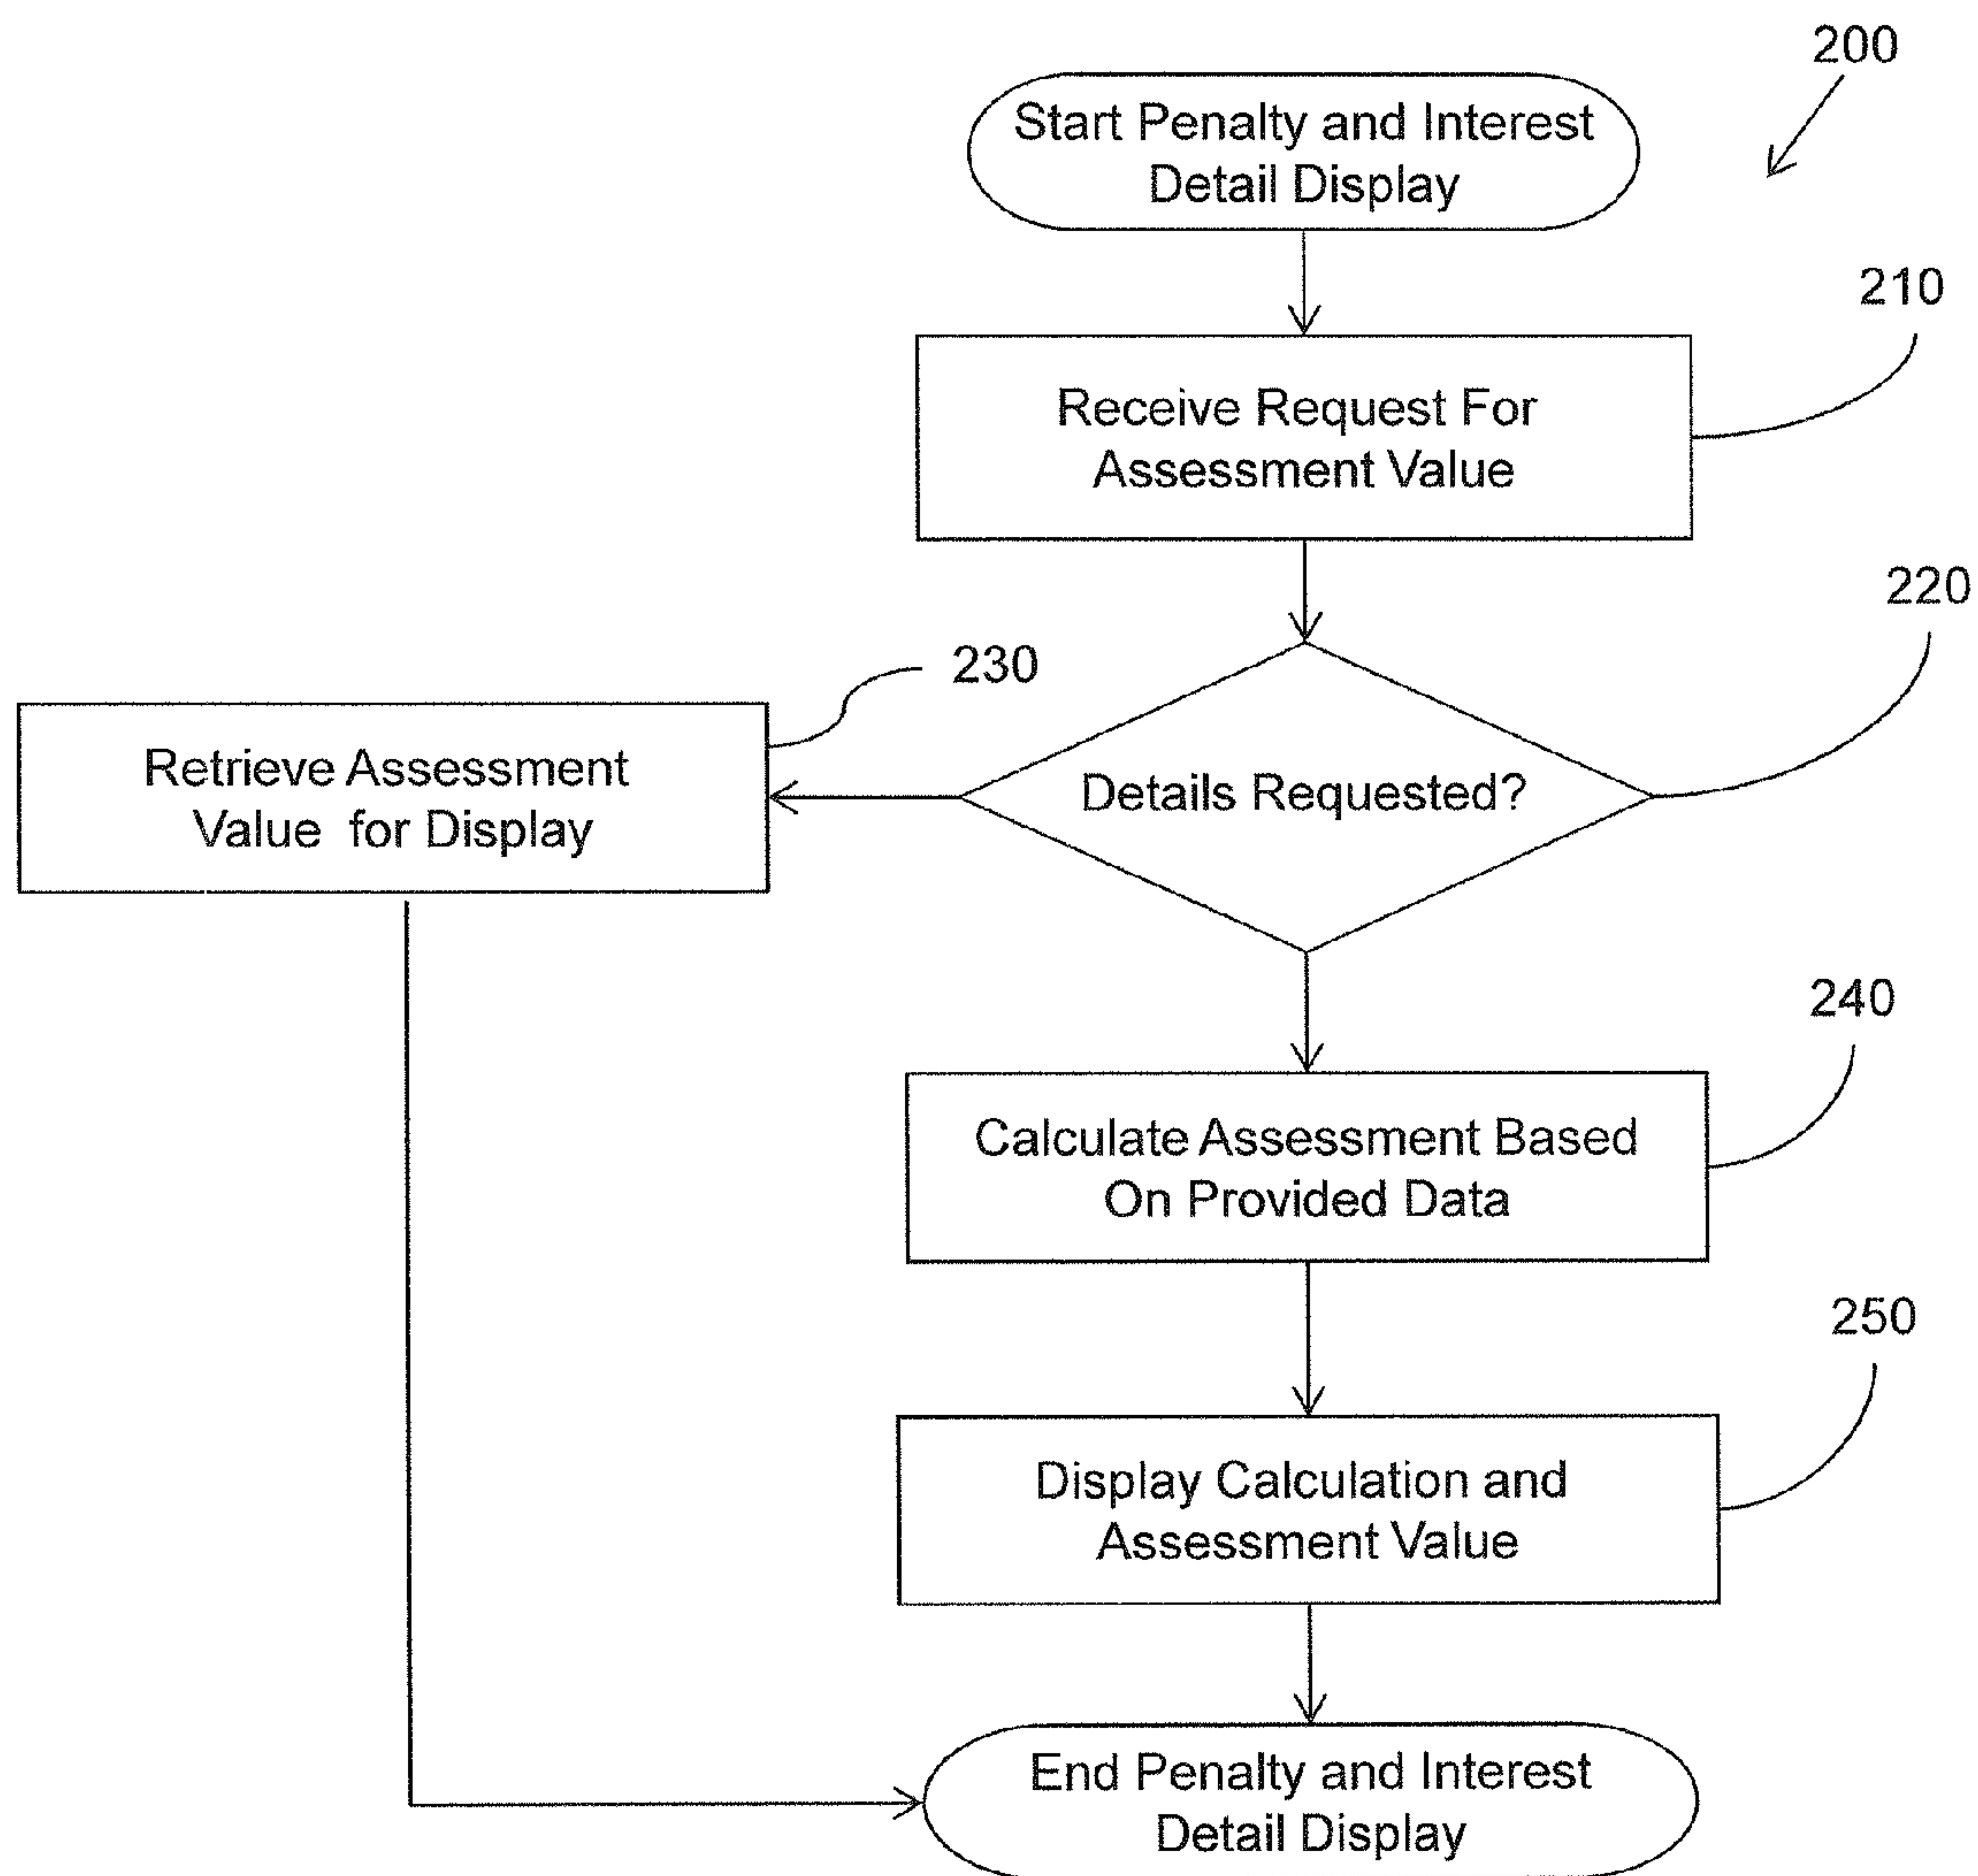 200
Start Penalty and Interest
Detail Display
210
Receive Request For
Assessment Value
220
230
Retrieve Assessment
Value for Display
Details Requested?
240
Calculate Assessment Based
On Provided Data
250
Display Calculation and
Assessment Value
End Penalty and Interest
Detail Display